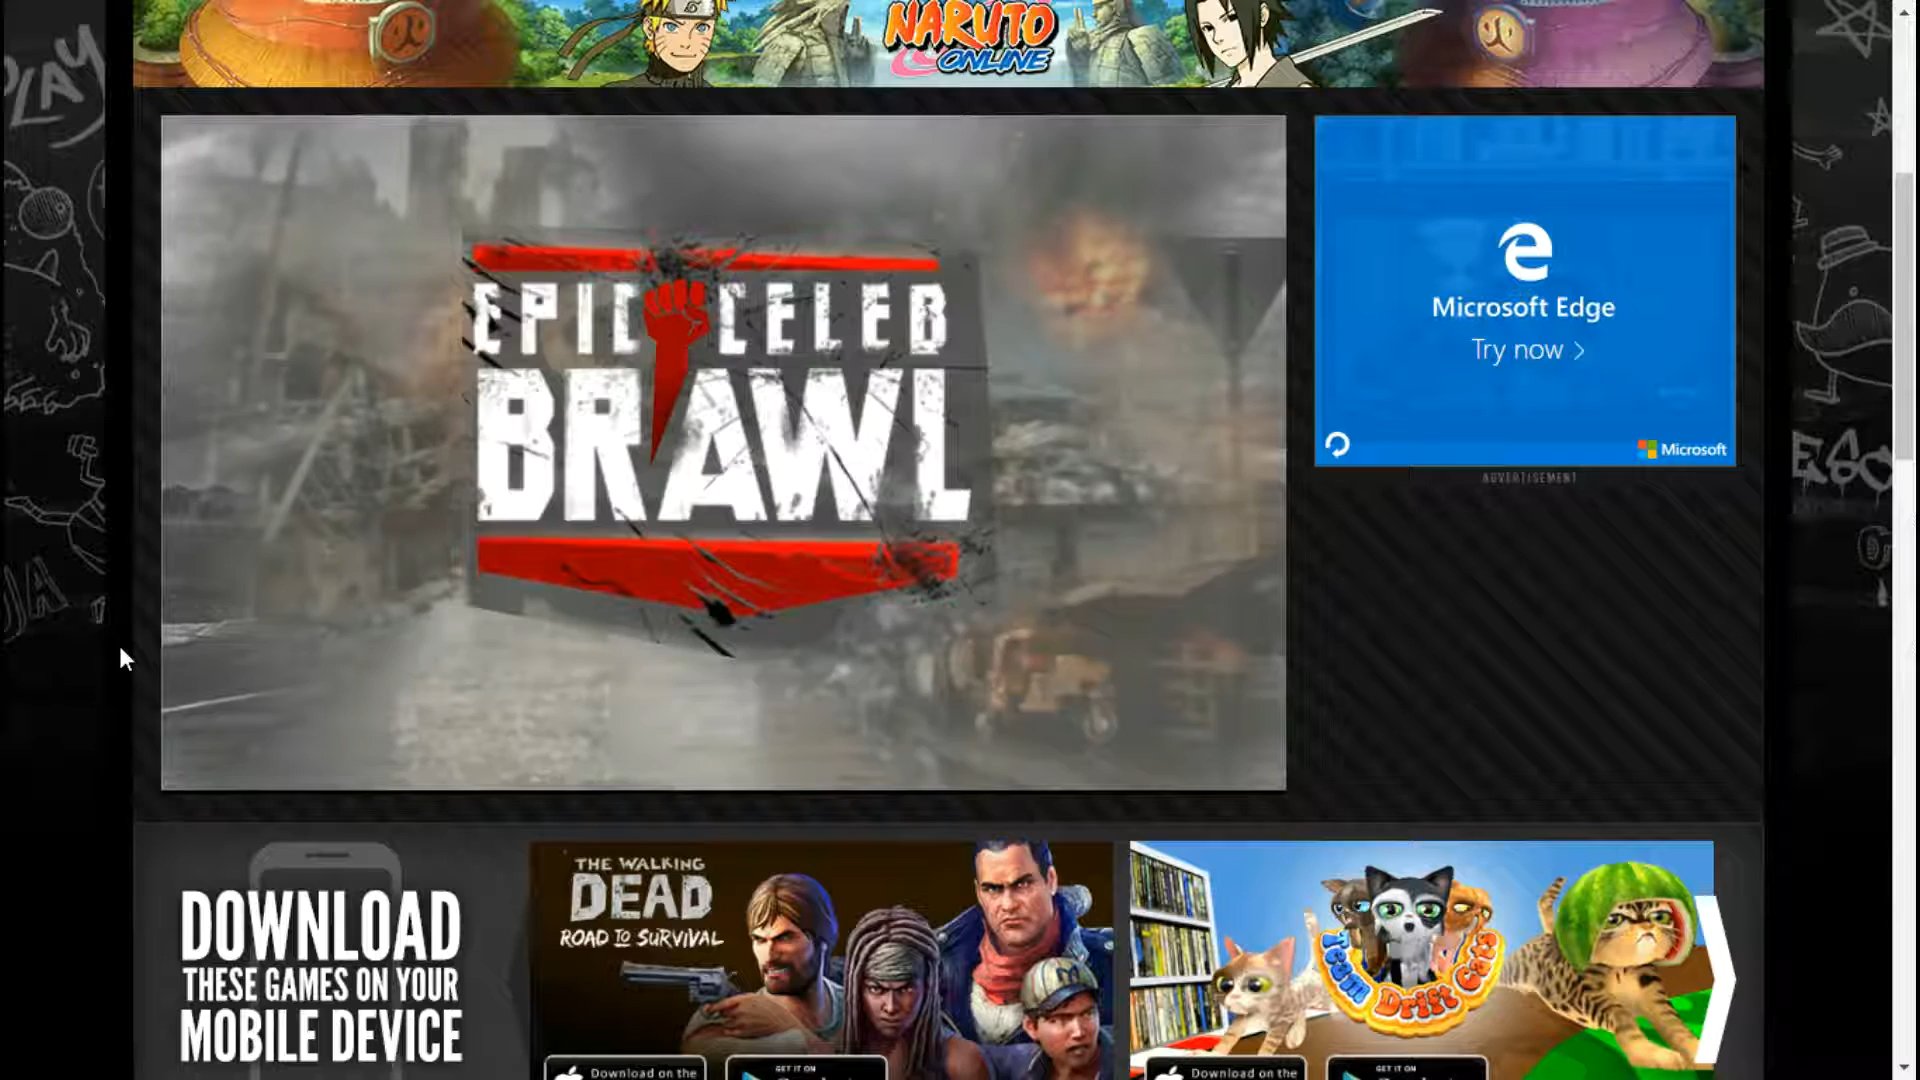 PLAY
NARUTO
ONLINE
EPIC CELEB
BRAWL
Microsoft Edge
Try now >
Microsoft
ADVERTISEMENT
DOWNLOAD
THESE GAMES ON YOUR
MOBILE DEVICE
THE WALKING
DEAD
ROAD TO SURVIVAL
Download on the
GET IT ON
Team Drift Cats
Download on the
GET IT ON